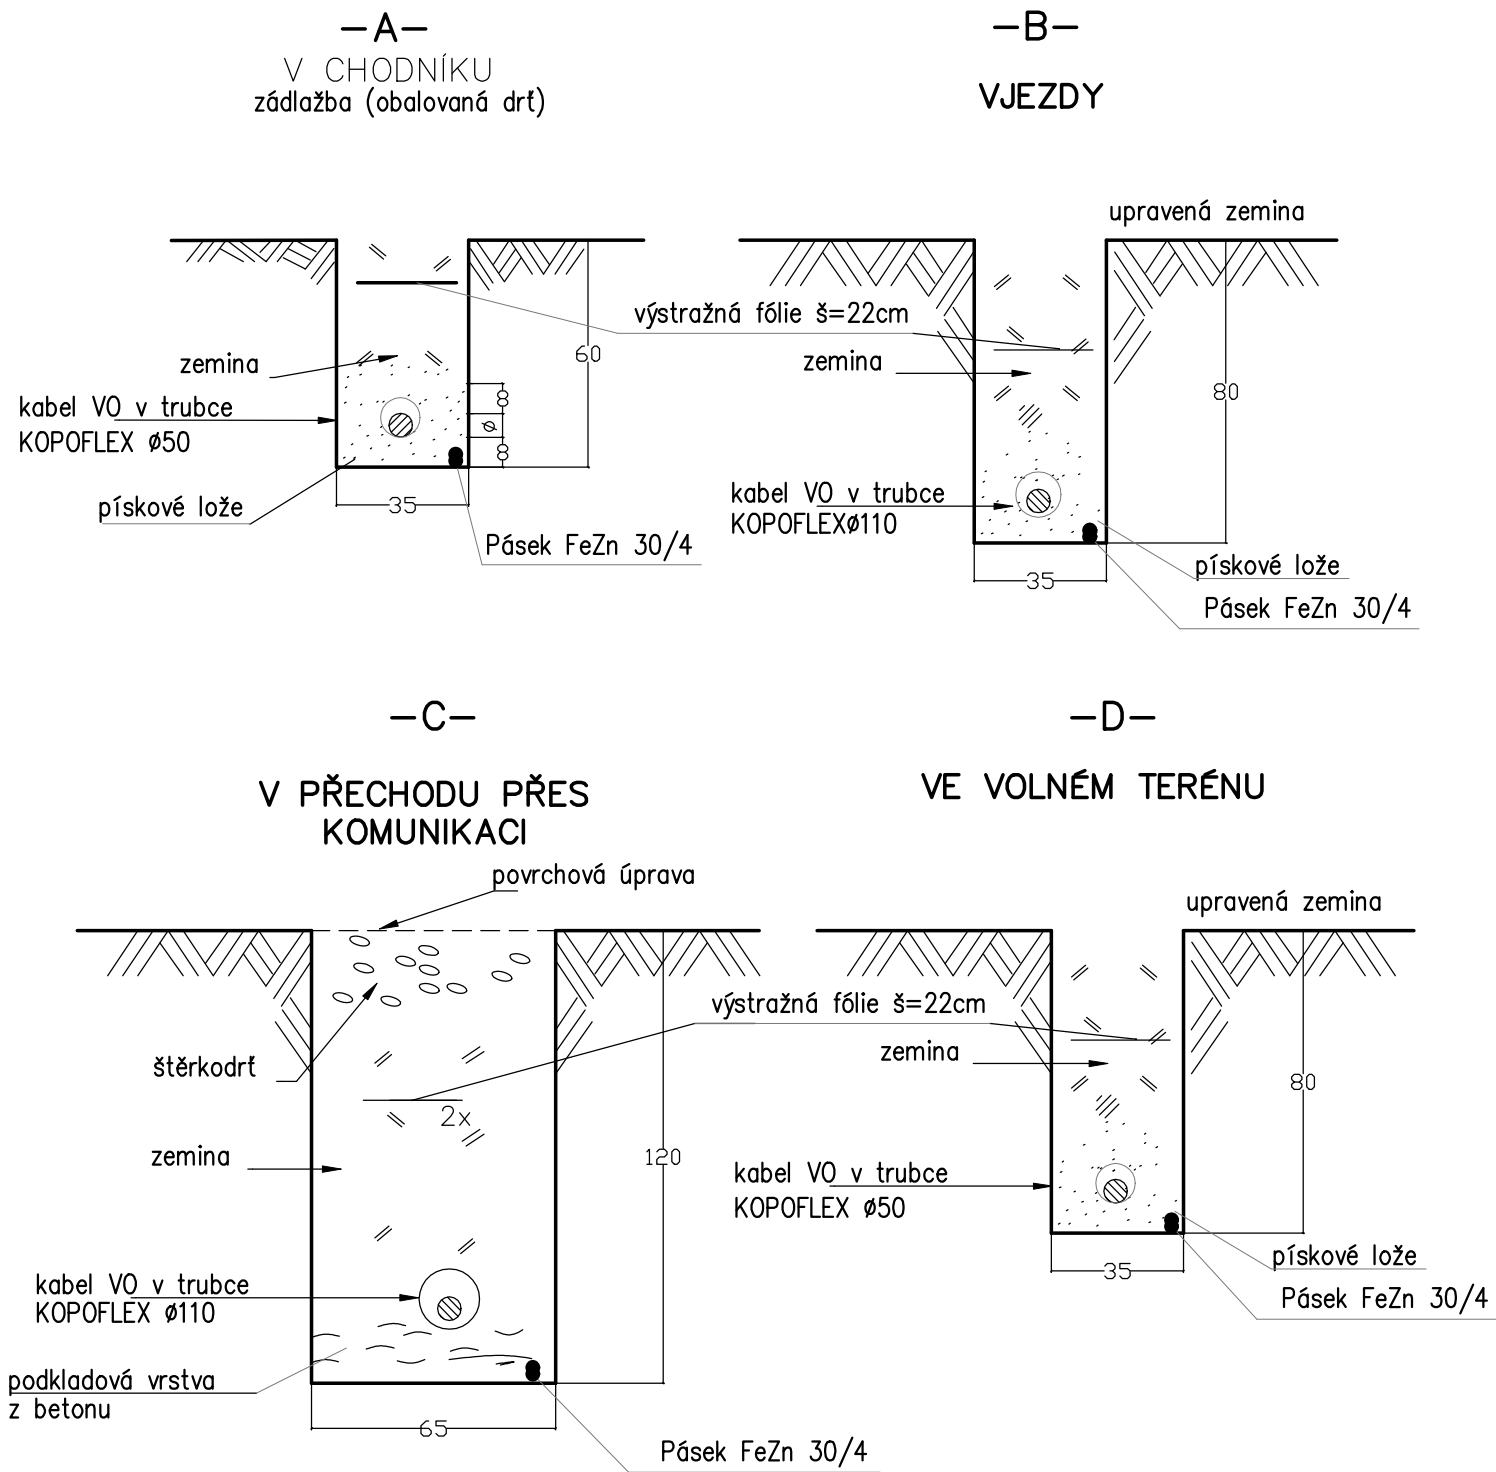 —A—
V CHODNÍKU
zádlažba (obalovaná drť)
zemina
kabel VO v trubce
KOPOFLEX ø50
pískové lože
60
8
ø
8
35
Pásek FeZn 30/4
výstražná fólie š=22cm
—B—
VJEZDY
upravená zemina
zemina
80
kabel VO v trubce
KOPOFLEXø110
35
pískové lože
Pásek FeZn 30/4
—C—
V PŘECHODU PŘES
KOMUNIKACI
povrchová úprava
štěrkodrť
2x
zemina
120
kabel VO v trubce
KOPOFLEX ø110
podkladová vrstva
z betonu
65
Pásek FeZn 30/4
výstražná fólie š=22cm
—D—
VE VOLNÉM TERÉNU
upravená zemina
zemina
80
kabel VO v trubce
KOPOFLEX ø50
35
pískové lože
Pásek FeZn 30/4